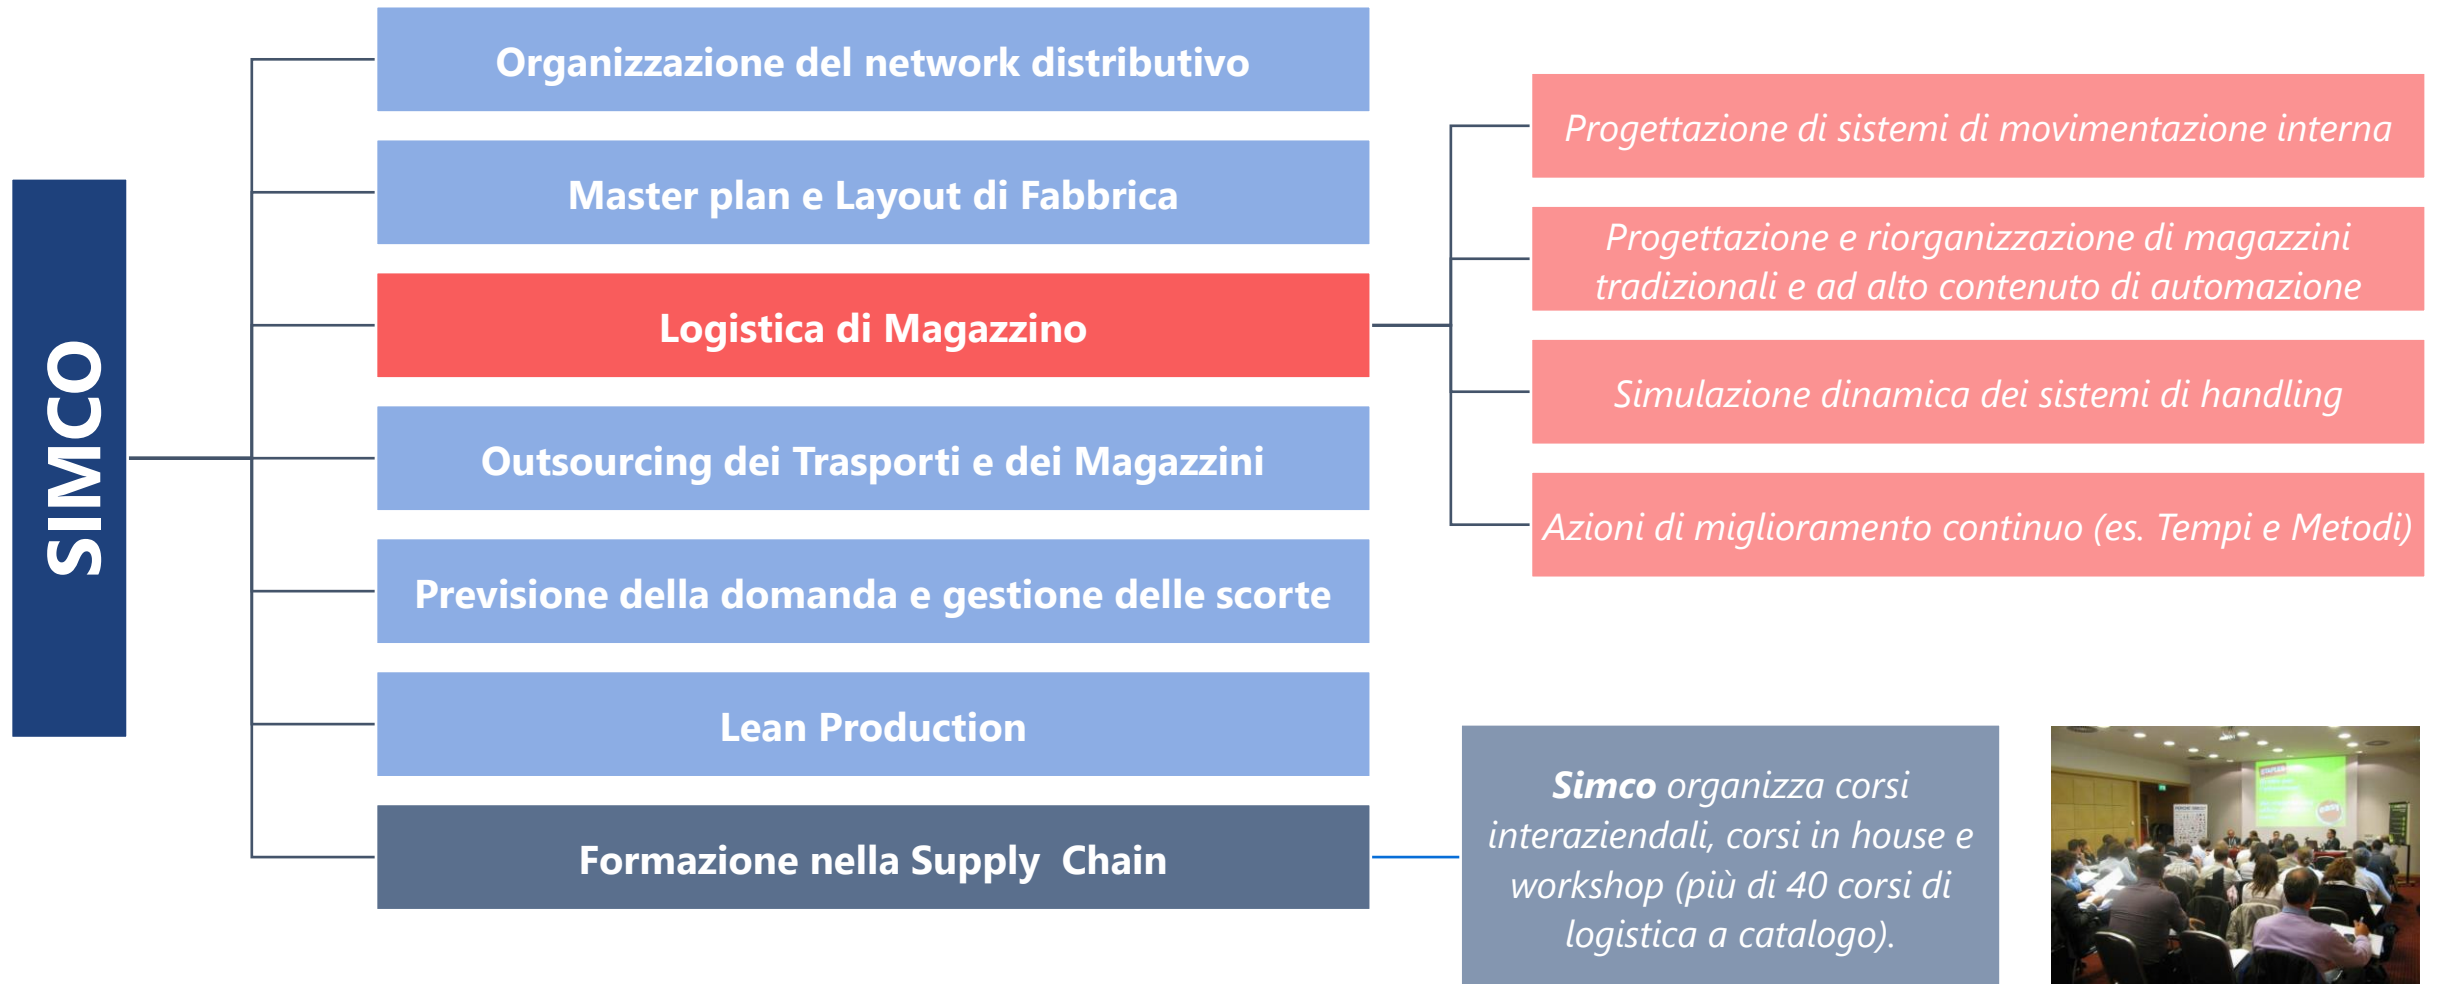 SIMCO
Organizzazione del network distributivo
Master plan e Layout di Fabbrica
Logistica di Magazzino
Outsourcing dei Trasporti e dei Magazzini
Previsione della domanda e gestione delle scorte
Lean Production
Formazione nella Supply  Chain
Progettazione di sistemi di movimentazione interna
Progettazione e riorganizzazione di magazzini
tradizionali e ad alto contenuto di automazione
Simulazione dinamica dei sistemi di handling
Azioni di miglioramento continuo (es. Tempi e Metodi)
Simco organizza corsi
interaziendali, corsi in house e
workshop (più di 40 corsi di
logistica a catalogo).